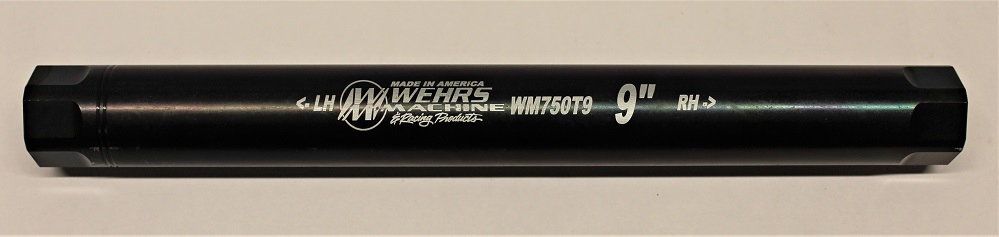 <- LH
MADE IN AMERICA
WEHRS
MACHINE
& Racing Products
WM750T9
9"
RH ->